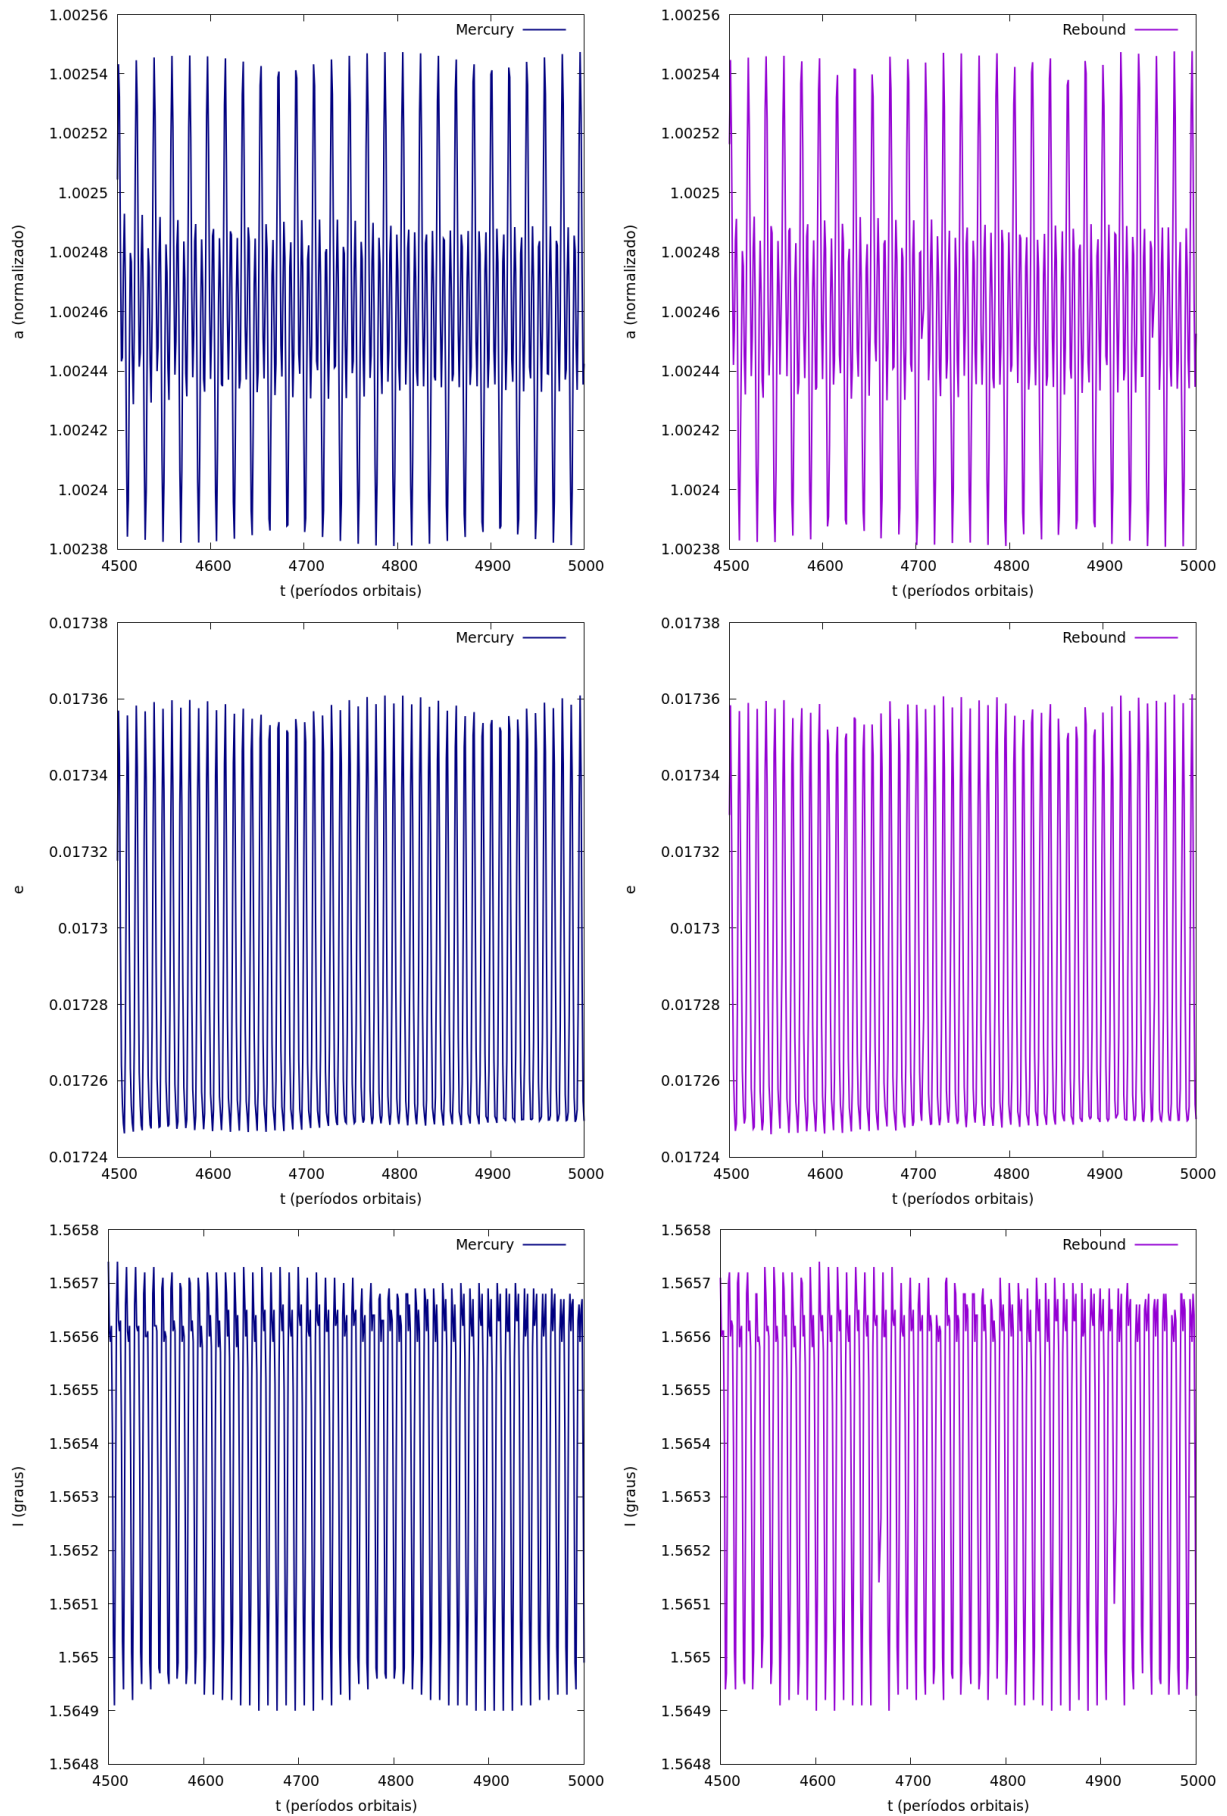 1.00256
1.00254
1.00252
1.0025
1.00248
1.00246
1.00244
1.00242
1.0024
1.00238
a (normalizado)
Mercury
4500 4600 4700 4800 4900 5000
t (períodos orbitais)
1.00256
1.00254
1.00252
1.0025
1.00248
1.00246
1.00244
1.00242
1.0024
1.00238
a (normalizado)
Rebound
4500 4600 4700 4800 4900 5000
t (períodos orbitais)
0.01738
0.01736
0.01734
0.01732
0.0173
0.01728
0.01726
0.01724
e
Mercury
4500 4600 4700 4800 4900 5000
t (períodos orbitais)
0.01738
0.01736
0.01734
0.01732
0.0173
0.01728
0.01726
0.01724
e
Rebound
4500 4600 4700 4800 4900 5000
t (períodos orbitais)
1.5658
1.5657
1.5656
1.5655
1.5654
1.5653
1.5652
1.5651
1.565
1.5649
1.5648
I (graus)
Mercury
4500 4600 4700 4800 4900 5000
t (períodos orbitais)
1.5658
1.5657
1.5656
1.5655
1.5654
1.5653
1.5652
1.5651
1.565
1.5649
1.5648
I (graus)
Rebound
4500 4600 4700 4800 4900 5000
t (períodos orbitais)